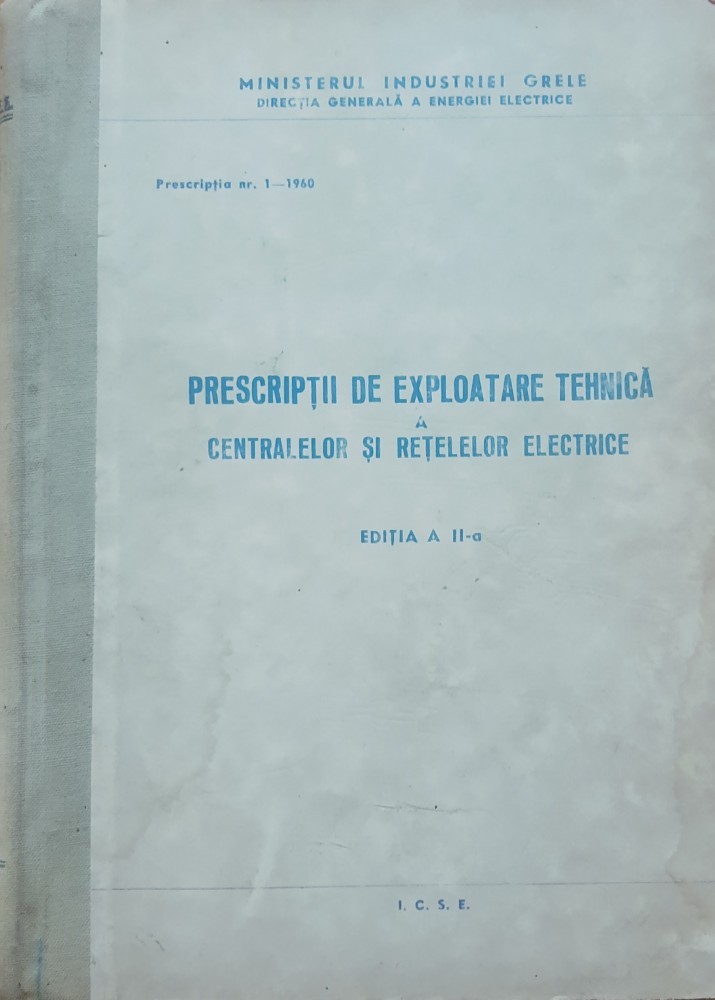 MINISTERUL INDUSTRIEI GRELE
DIRECȚIA GENERALĂ A ENERGIEI ELECTRICE
Prescripția nr. 1—1960
PRESCRIPȚII DE EXPLOATARE TEHNICĂ
A
CENTRALELOR ȘI REȚELELOR ELECTRICE
EDIȚIA A II-a
I. C. S. E.